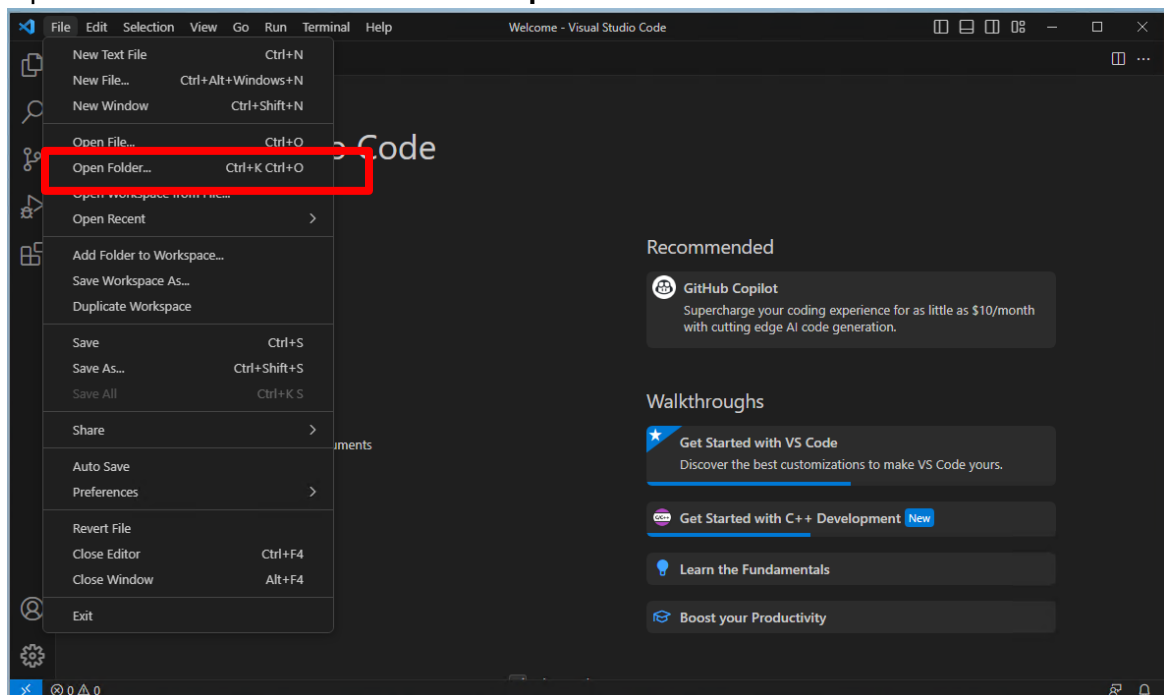 File Edit Selection View Go Run Terminal Help Welcome - Visual Studio Code
New Text File Ctrl+N
New File... Ctrl+Alt+Windows+N
New Window Ctrl+Shift+N
Open File... Ctrl+O
Code
Open Folder... Ctrl+K Ctrl+O
Open Workspace from File...
Open Recent
Add Folder to Workspace...
Save Workspace As...
Duplicate Workspace
Save Ctrl+S
Save As... Ctrl+Shift+S
Save All Ctrl+K S
Share
Auto Save
Preferences
Revert File
Close Editor Ctrl+F4
Close Window Alt+F4
Exit
uments
Recommended
GitHub Copilot
Supercharge your coding experience for as little as $10/month
with cutting edge AI code generation.
Walkthroughs
Get Started with VS Code
Discover the best customizations to make VS Code yours.
C/C++ Get Started with C++ Development New
Learn the Fundamentals
Boost your Productivity
0 0